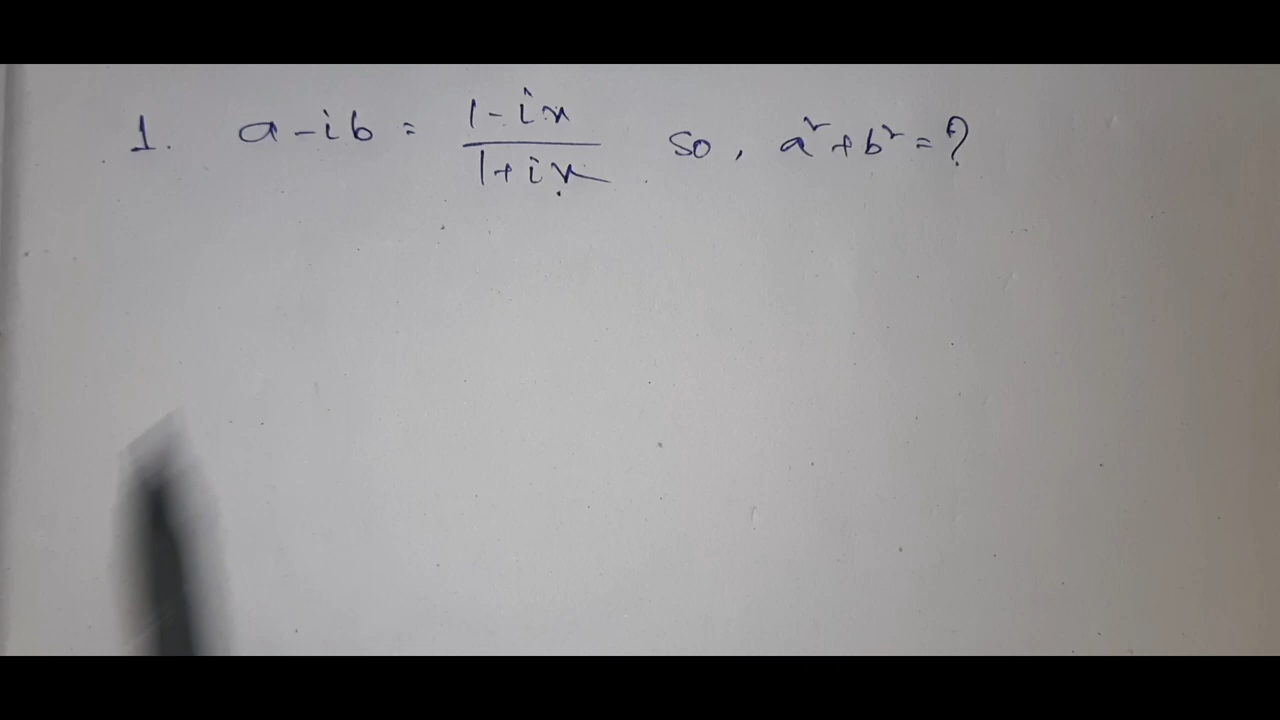 1. a-ib = 1-ix / 1+ix so, a²+b² = ?